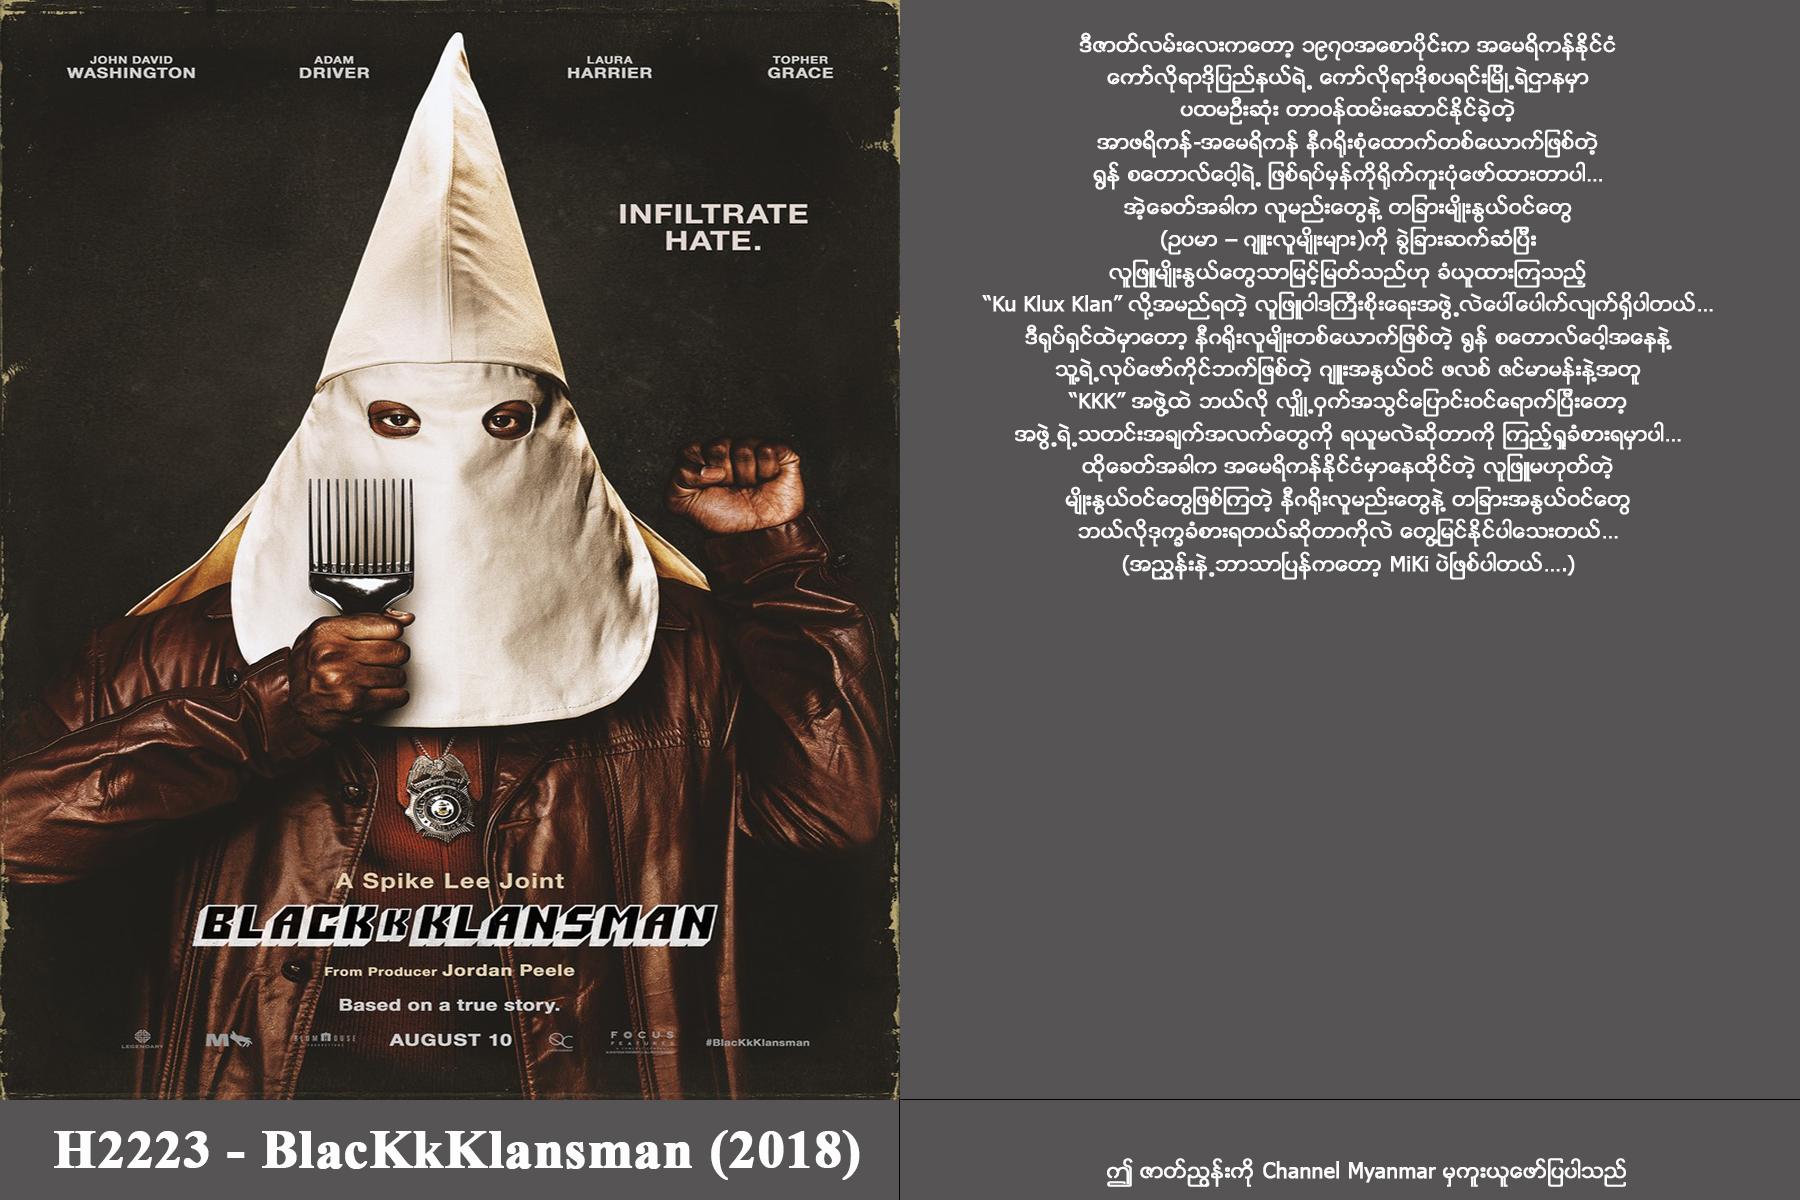 JOHN DAVID WASHINGTON
ADAM DRIVER
LAURA HARRIER
TOPHER GRACE
INFILTRATE
HATE.
A Spike Lee Joint
BLACKKKLANSMAN
From Producer Jordan Peele
Based on a true story.
LEGENDARY
BLUMHOUSE
PRODUCTIONS
AUGUST 10
QC
FOCUS
FEATURES
#BlacKkKlansman
H2223 - BlacKkKlansman (2018)
ဒီဇာတ်လမ်းလေးကတော့ ၁၉၇၀အစောပိုင်းက အမေရိကန်နိုင်ငံ
ကော်လိုရာဒိုပြည်နယ်ရဲ့ ကော်လိုရာဒိုစပရင်းမြို့ရဲဌာနမှာ
ပထမဦးဆုံး တာဝန်ထမ်းဆောင်နိုင်ခဲ့တဲ့
အာဖရိကန်-အမေရိကန် နီဂရိုးစုံထောက်တစ်ယောက်ဖြစ်တဲ့
ရွန် စတောလ်ဝေါ့ရဲ့ ဖြစ်ရပ်မှန်ကိုရိုက်ကူးပုံဖော်ထားတာပါ...
အဲ့ခေတ်အခါက လူမည်းတွေနဲ့ တခြားမျိုးနွယ်ဝင်တွေ
(ဥပမာ – ဂျူးလူမျိုးများ)ကို ခွဲခြားဆက်ဆံပြီး
လူဖြူမျိုးနွယ်တွေသာမြင့်မြတ်သည်ဟု ခံယူထားကြသည့်
“Ku Klux Klan” လို့အမည်ရတဲ့ လူဖြူဝါဒကြီးစိုးရေးအဖွဲ့လဲပေါ်ပေါက်လျက်ရှိပါတယ်...
ဒီရုပ်ရှင်ထဲမှာတော့ နီဂရိုးလူမျိုးတစ်ယောက်ဖြစ်တဲ့ ရွန် စတောလ်ဝေါ့အနေနဲ့
သူ့ရဲ့လုပ်ဖော်ကိုင်ဘက်ဖြစ်တဲ့ ဂျူးအနွယ်ဝင် ဖလစ် ဇင်မာမန်းနဲ့အတူ
“KKK” အဖွဲ့ထဲ ဘယ်လို လျှို့ဝှက်အသွင်ပြောင်းဝင်ရောက်ပြီးတော့
အဖွဲ့ရဲ့သတင်းအချက်အလက်တွေကို ရယူမလဲဆိုတာကို ကြည့်ရှုခံစားရမှာပါ...
ထိုခေတ်အခါက အမေရိကန်နိုင်ငံမှာနေထိုင်တဲ့ လူဖြူမဟုတ်တဲ့
မျိုးနွယ်ဝင်တွေဖြစ်ကြတဲ့ နီဂရိုးလူမည်းတွေနဲ့ တခြားအနွယ်ဝင်တွေ
ဘယ်လိုဒုက္ခခံစားရတယ်ဆိုတာကိုလဲ တွေ့မြင်နိုင်ပါသေးတယ်...
(အညွှန်းနဲ့ဘာသာပြန်ကတော့ MiKi ပဲဖြစ်ပါတယ်....)
ဤ ဇာတ်ညွှန်းကို Channel Myanmar မှကူးယူဖော်ပြပါသည်